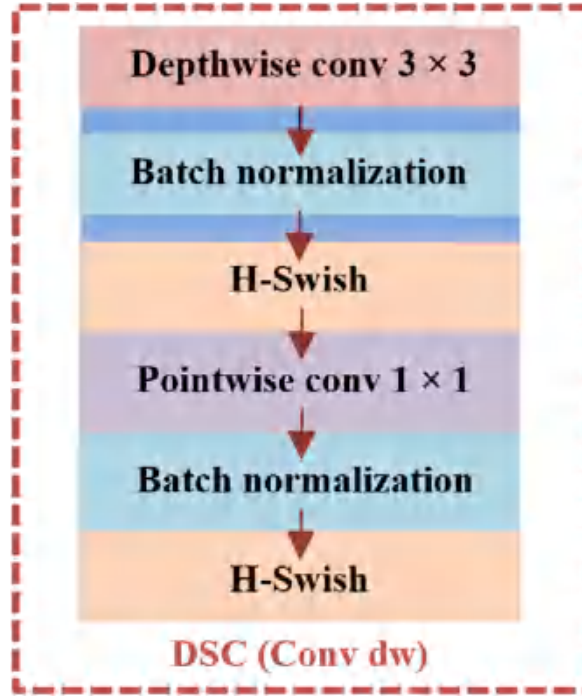 Depthwise conv 3 × 3
Batch normalization
H-Swish
Pointwise conv 1 × 1
Batch normalization
H-Swish
DSC (Conv dw)